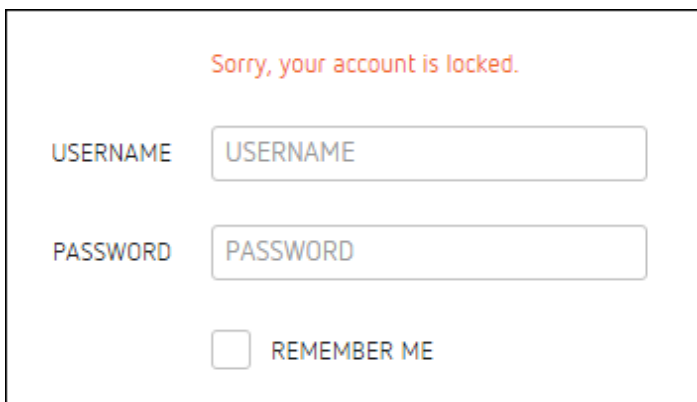 Sorry, your account is locked.
USERNAME USERNAME
PASSWORD PASSWORD
REMEMBER ME